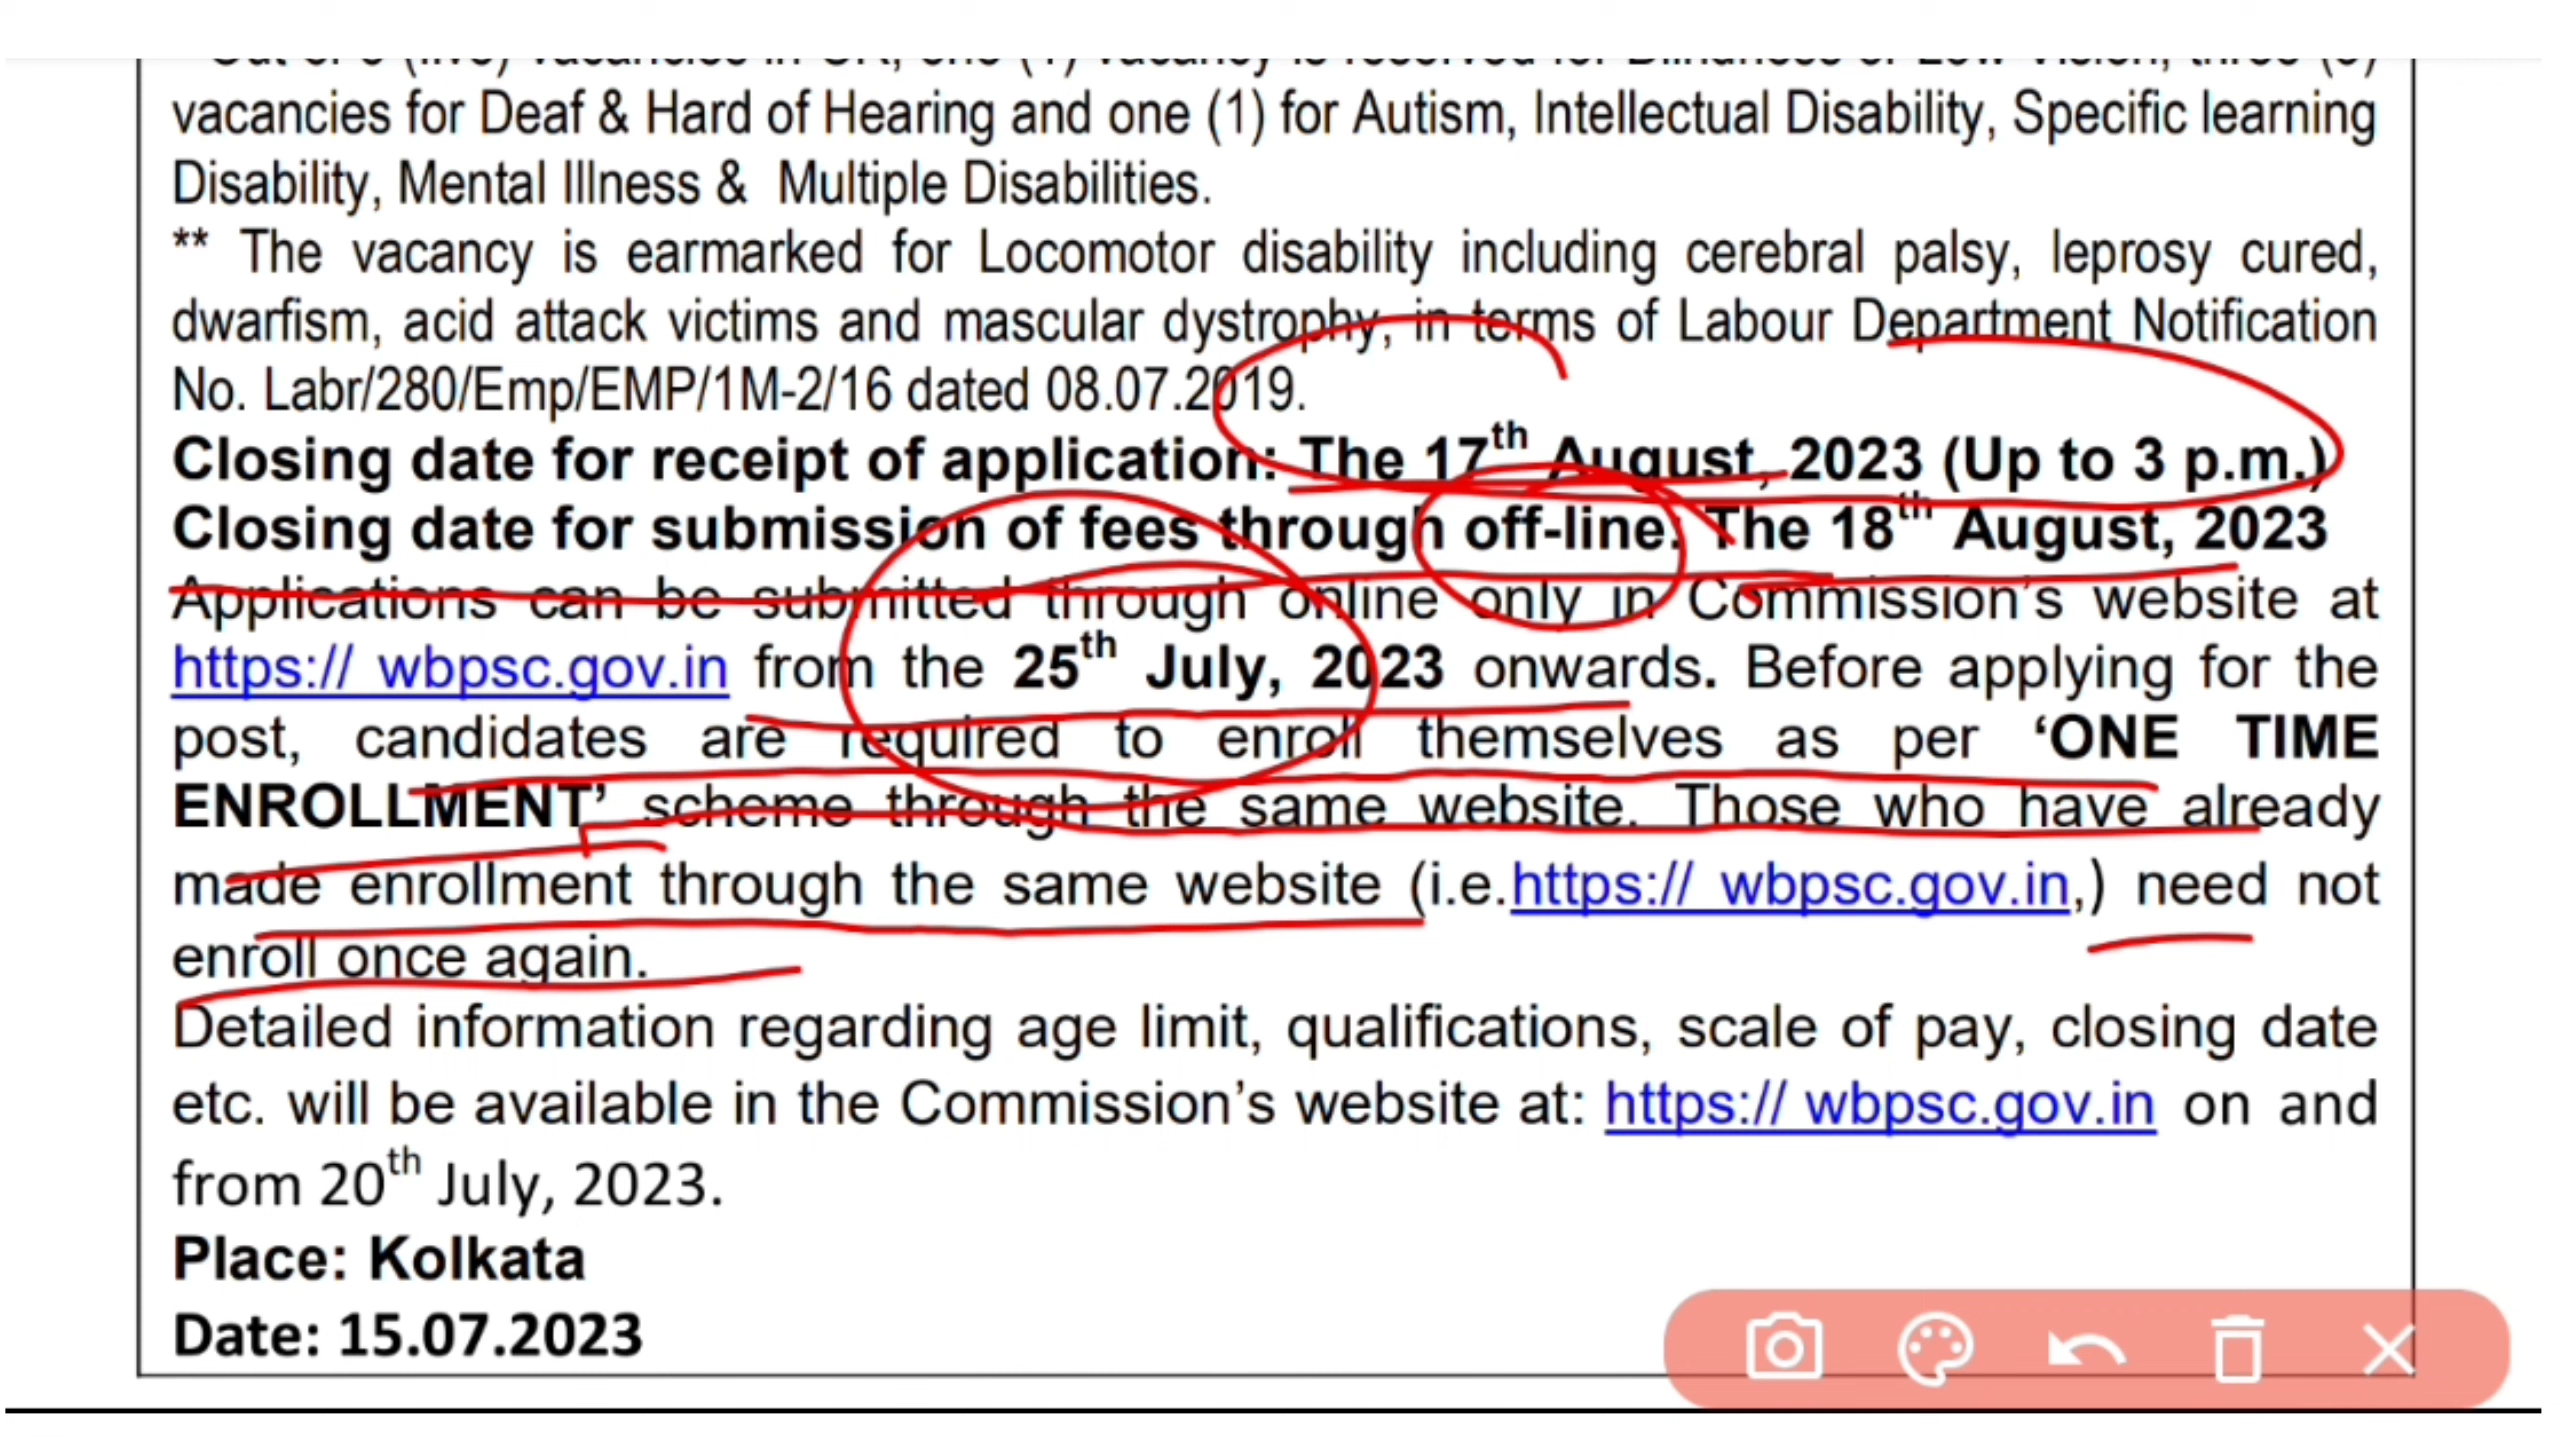 vacancies for Deaf & Hard of Hearing and one (1) for Autism, Intellectual Disability, Specific learning
Disability, Mental Illness & Multiple Disabilities.
** The vacancy is earmarked for Locomotor disability including cerebral palsy, leprosy cured,
dwarfism, acid attack victims and mascular dystrophy, in terms of Labour Department Notification
No. Labr/280/Emp/EMP/1M-2/16 dated 08.07.2019.
Closing date for receipt of application: The 17th August, 2023 (Up to 3 p.m.)
Closing date for submission of fees through off-line: The 18th August, 2023
Applications can be submitted through online only in Commission's website at
https:// wbpsc.gov.in from the 25th July, 2023 onwards. Before applying for the
post, candidates are required to enroll themselves as per ‘ONE TIME
ENROLLMENT’ scheme through the same website. Those who have already
made enrollment through the same website (i.e.https:// wbpsc.gov.in,) need not
enroll once again.
Detailed information regarding age limit, qualifications, scale of pay, closing date
etc. will be available in the Commission's website at: https:// wbpsc.gov.in on and
from 20th July, 2023.
Place: Kolkata
Date: 15.07.2023